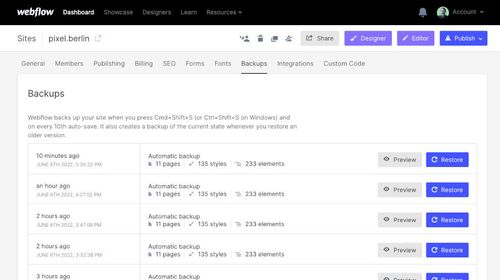 webflow Dashboard Showcase Designers Learn Resources Account
Sites pixel.berlin Share Designer Editor Publish
General Members Publishing Billing SEO Forms Fonts Backups Integrations Custom Code
Backups
Webflow backs up your site when you press Cmd+Shift+S (or Ctrl+Shift+S on Windows) and
on every 10th auto-save. It also creates a backup of the current state whenever you restore an
older version.
10 minutes ago Automatic backup Preview Restore
JUNE 6TH 2022, 5:36:33 PM 11 pages 135 styles 233 elements
an hour ago Automatic backup Preview Restore
JUNE 6TH 2022, 4:27:02 PM 11 pages 135 styles 233 elements
2 hours ago Automatic backup Preview Restore
JUNE 6TH 2022, 3:47:08 PM 11 pages 135 styles 233 elements
2 hours ago Automatic backup Preview Restore
JUNE 6TH 2022, 3:32:38 PM 11 pages 135 styles 233 elements
3 hours ago Automatic backup Preview Restore